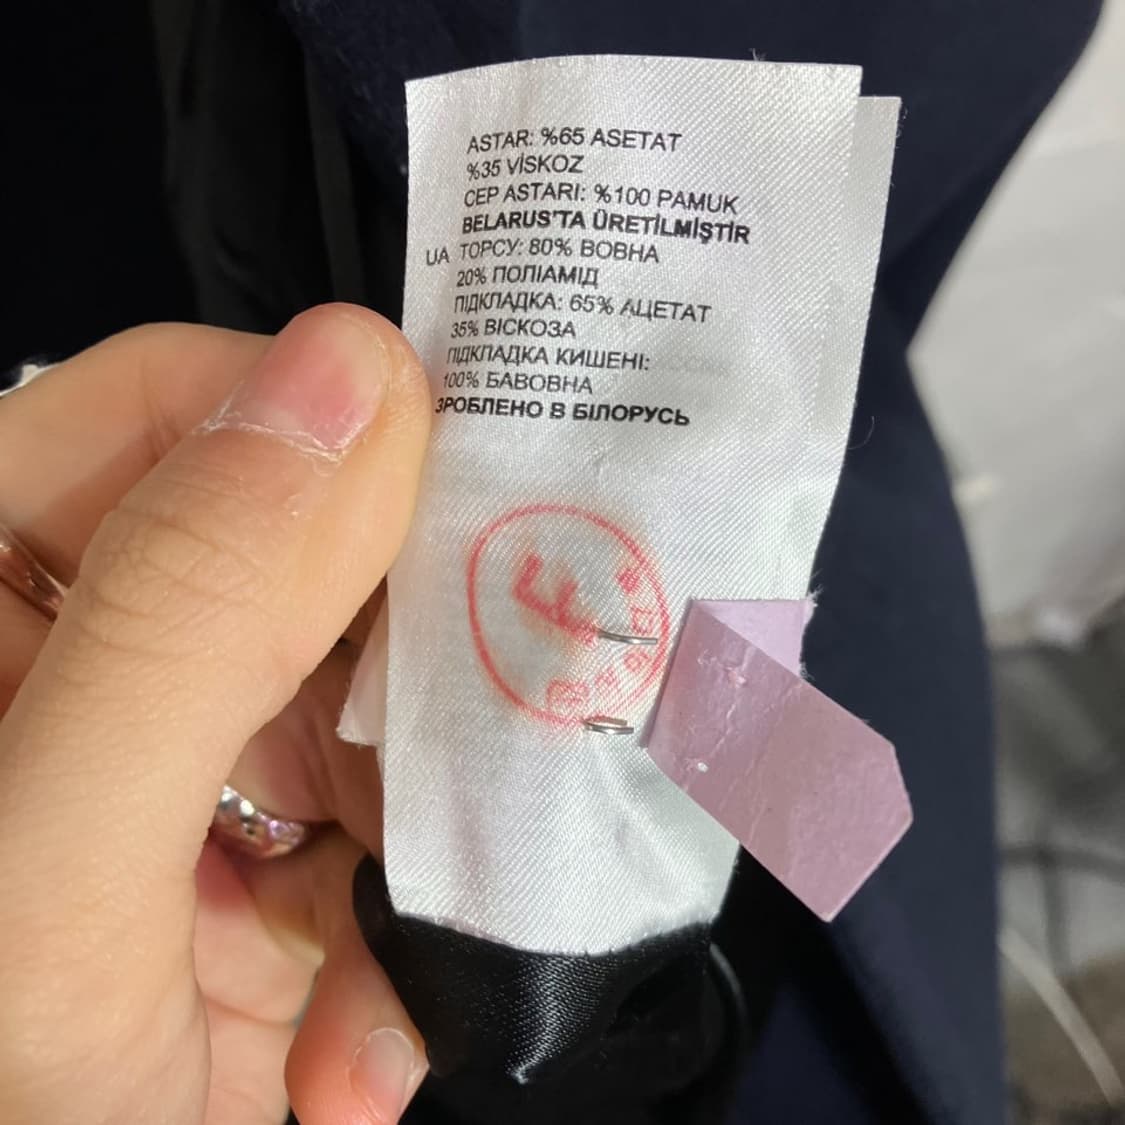 ASTAR: %65 ASETAT
%35 VİSKOZ
CEP ASTARI: %100 PAMUK
BELARUS'TA ÜRETİLMİŞTİR
UA ТОРСУ: 80% ВОВНА
20% ПОЛІАМІД
ПІДКЛАДКА: 65% АЦЕТАТ
35% ВІСКОЗА
ПІДКЛАДКА КИШЕНІ:
100% БАВОВНА
ЗРОБЛЕНО В БІЛОРУСЬ
F